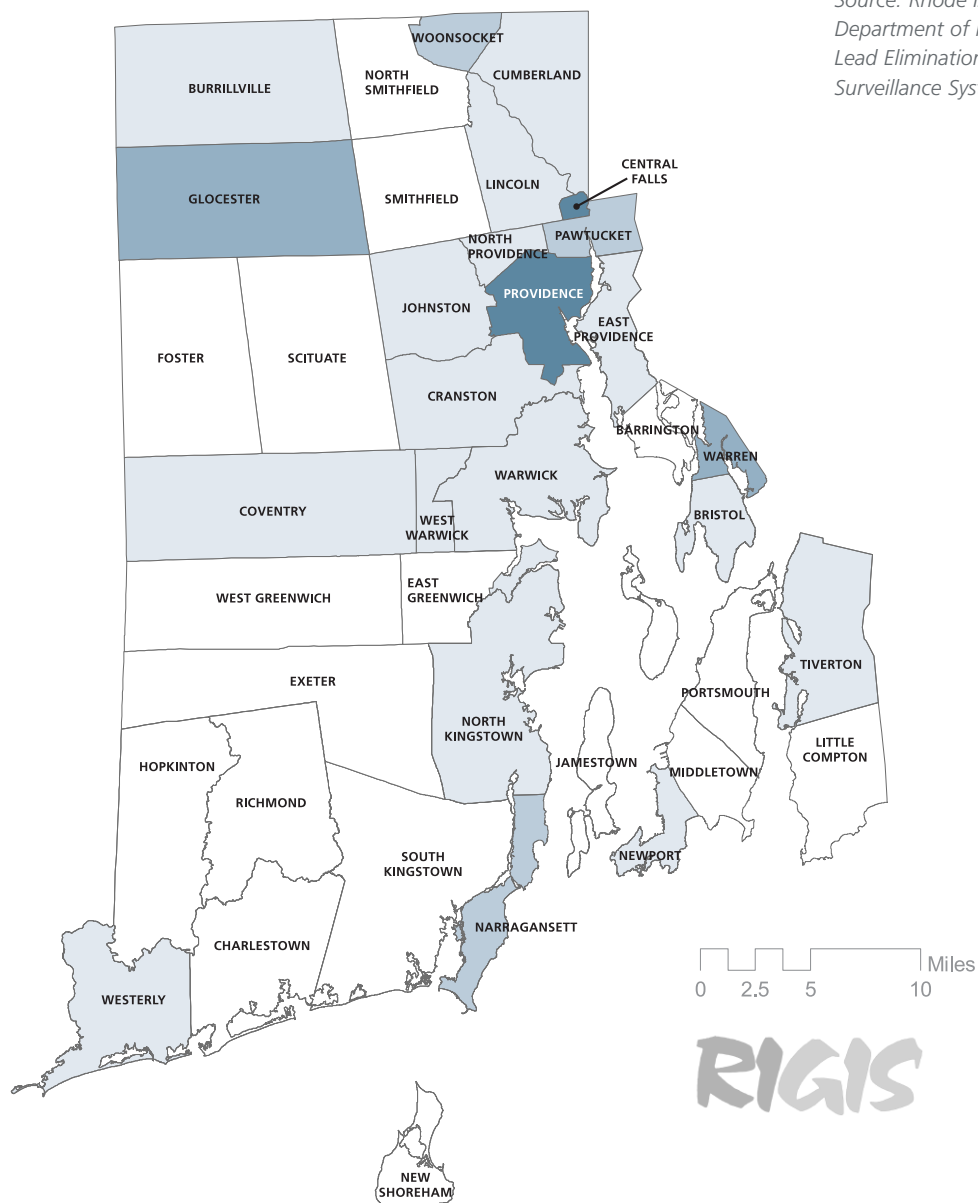 Source: Rhode
Department of
Lead Elimination
Surveillance
WOONSOCKET
CUMBERLAND
NORTH
SMITHFIELD
BURRILLVILLE
CENTRAL
FALLS
LINCOLN
GLOCESTER
SMITHFIELD
PAWTUCKET
NORTH
PROVIDENCE
PROVIDENCE
JOHNSTON
EAST
PROVIDENCE
FOSTER
SCITUATE
CRANSTON
BARRINGTON
WARREN
WARWICK
COVENTRY
WEST
WARWICK
BRISTOL
EAST
GREENWICH
WEST GREENWICH
TIVERTON
EXETER
PORTSMOUTH
NORTH
KINGSTOWN
LITTLE
COMPTON
JAMESTOWN
MIDDLETOWN
HOPKINTON
RICHMOND
SOUTH
KINGSTOWN
NEWPORT
NARRAGANSETT
CHARLESTOWN
WESTERLY
Miles
0 2.5 5 10
RIGIS
NEW
SHOREHAM